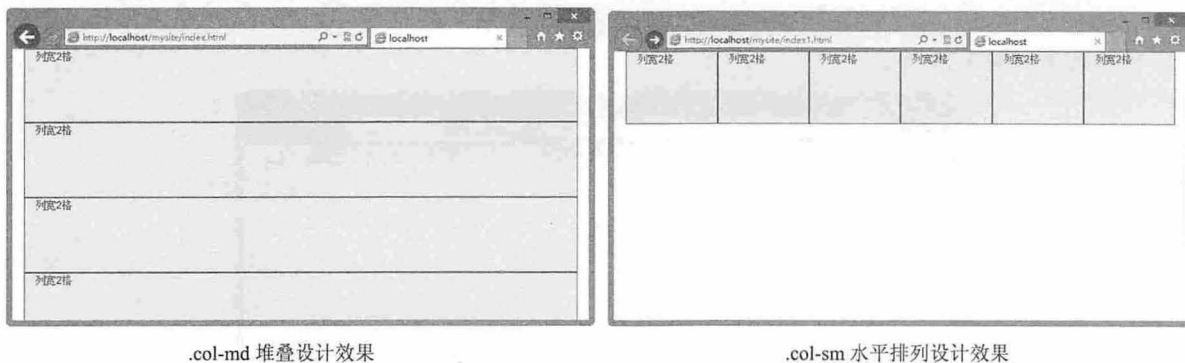 http://localhost/mysite/index.html
localhost
列宽2格
列宽2格
列宽2格
列宽2格
.col-md 堆叠设计效果
http://localhost/mysite/index1.html
localhost
列宽2格 列宽2格 列宽2格 列宽2格 列宽2格 列宽2格
.col-sm 水平排列设计效果